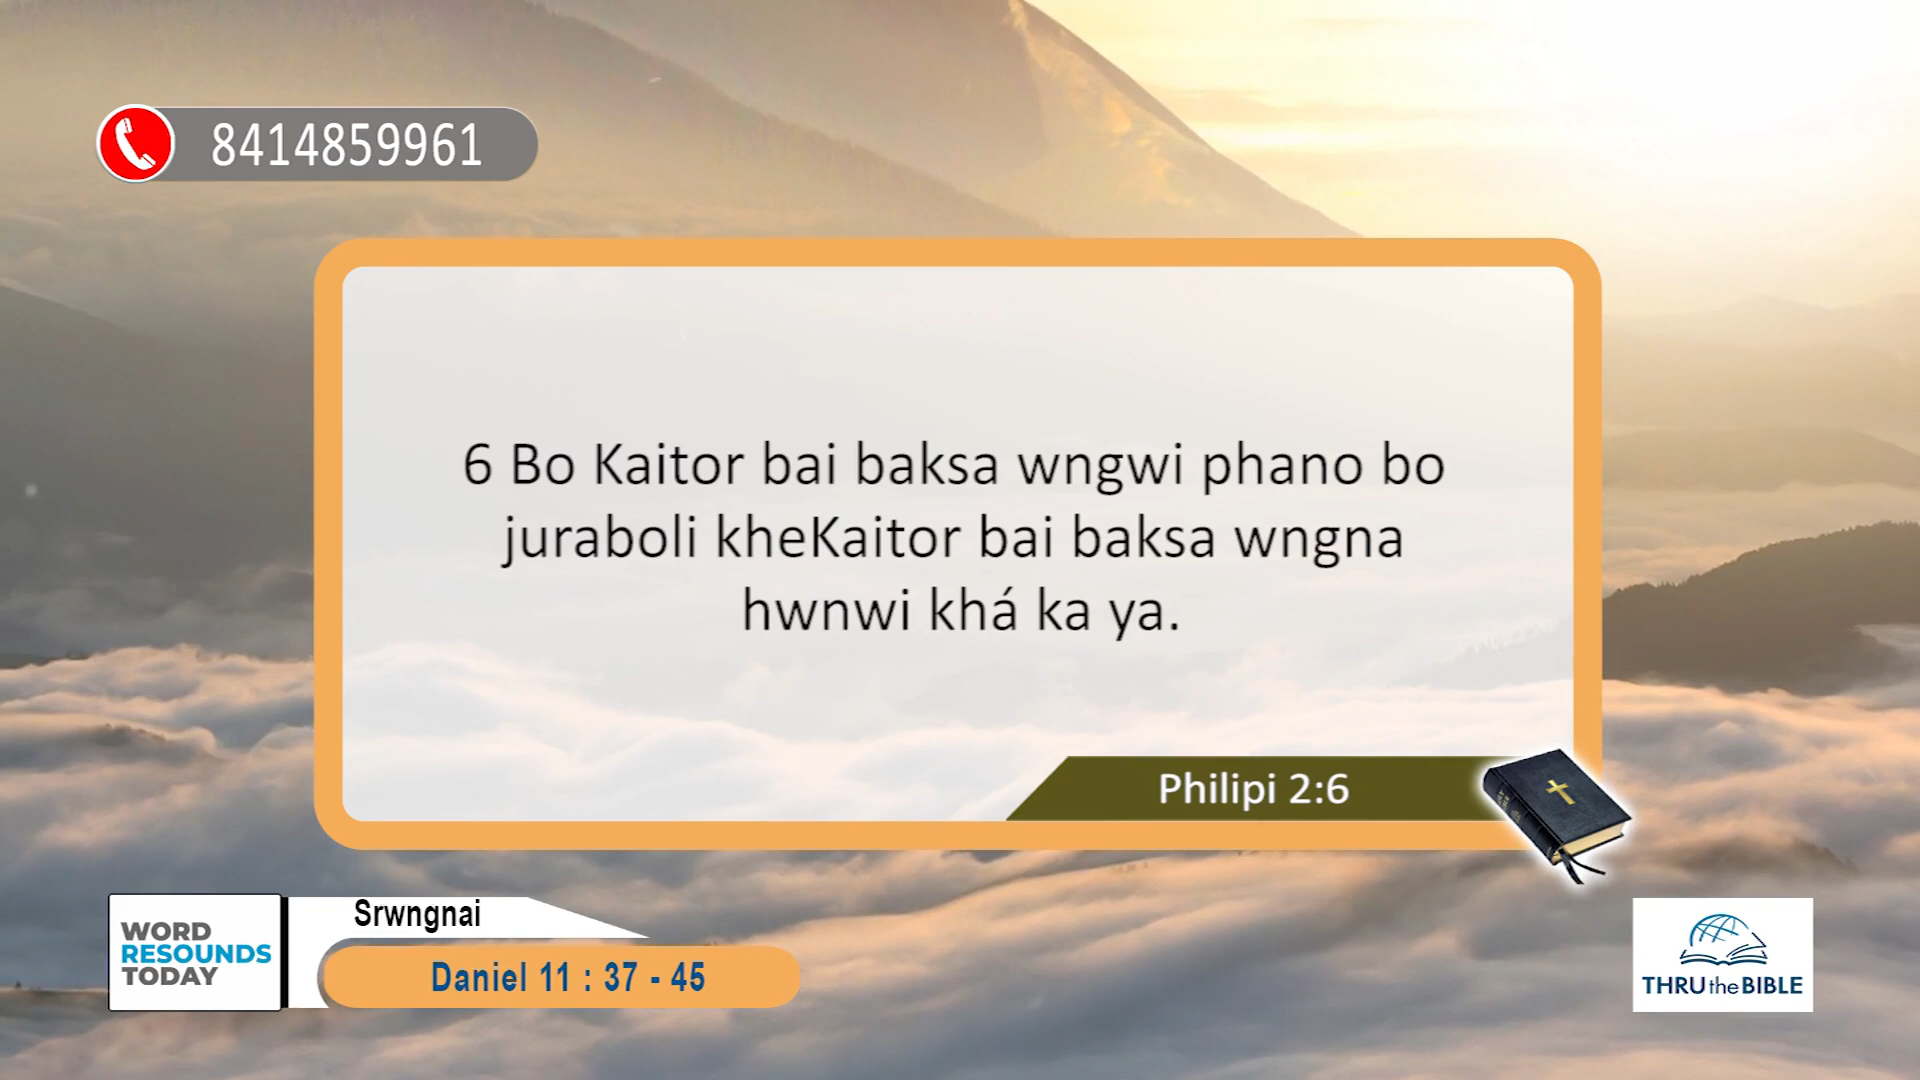 8414859961
6 Bo Kaitor bai baksa wngwi phano bo
juraboli kheKaitor bai baksa wngna
hwnwi khá ka ya.
Philipi 2:6
WORD
RESOUNDS
TODAY
Srwngnai
Daniel 11 : 37 - 45
THRU the BIBLE